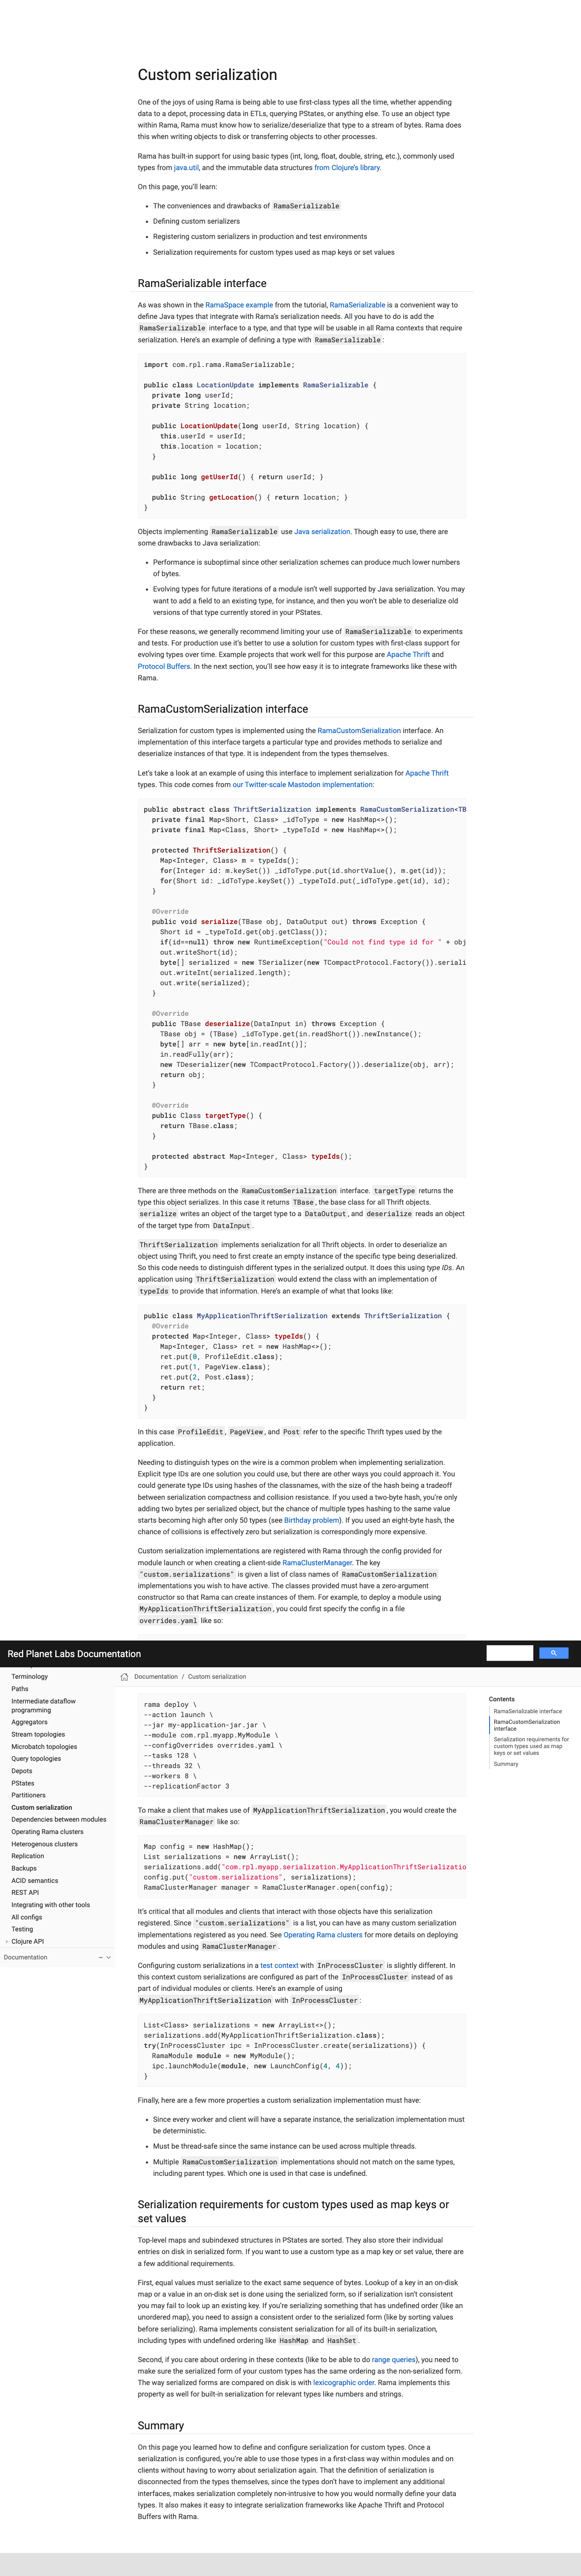 Custom serialization
One of the joys of using Rama is being able to use first-class types all the time, whether appending
data to a depot, processing data in ETLs, querying PStates, or anything else. To use an object type
within Rama, Rama must know how to serialize/deserialize that type to a stream of bytes. Rama does
this when writing objects to disk or transferring objects to other processes.
Rama has built-in support for using basic types (int, long, float, double, string, etc.), commonly used
types from java.util, and the immutable data structures from Clojure's library.
On this page, you'll learn:
• The conveniences and drawbacks of RamaSerializable
• Defining custom serializers
• Registering custom serializers in production and test environments
• Serialization requirements for custom types used as map keys or set values
RamaSerializable interface
As was shown in the RamaSpace example from the tutorial, RamaSerializable is a convenient way to
define Java types that integrate with Rama's serialization needs. All you have to do is add the
RamaSerializable interface to a type, and that type will be usable in all Rama contexts that require
serialization. Here's an example of defining a type with RamaSerializable:
import com.rpl.rama.RamaSerializable;
public class LocationUpdate implements RamaSerializable {
private long userId;
private String location;
public LocationUpdate(long userId, String location) {
this.userId = userId;
this.location = location;
}
public long getUserId() { return userId; }
public String getLocation() { return location; }
}
Objects implementing RamaSerializable use Java serialization. Though easy to use, there are
some drawbacks to Java serialization:
• Performance is suboptimal since other serialization schemes can produce much lower numbers
of bytes.
• Evolving types for future iterations of a module isn't well supported by Java serialization. You may
want to add a field to an existing type, for instance, and then you won't be able to deserialize old
versions of that type currently stored in your PStates.
For these reasons, we generally recommend limiting your use of RamaSerializable to experiments
and tests. For production use it's better to use a solution for custom types with first-class support for
evolving types over time. Example projects that work well for this purpose are Apache Thrift and
Protocol Buffers. In the next section, you'll see how easy it is to integrate frameworks like these with
Rama.
RamaCustomSerialization interface
Serialization for custom types is implemented using the RamaCustomSerialization interface. An
implementation of this interface targets a particular type and provides methods to serialize and
deserialize instances of that type. It is independent from the types themselves.
Let's take a look at an example of using this interface to implement serialization for Apache Thrift
types. This code comes from our Twitter-scale Mastodon implementation:
public abstract class ThriftSerialization implements RamaCustomSerialization<TB
private final Map<Short, Class> _idToType = new HashMap<>();
private final Map<Class, Short> _typeToId = new HashMap<>();
protected ThriftSerialization() {
Map<Integer, Class> m = typeIds();
for(Integer id: m.keySet()) _idToType.put(id.shortValue(), m.get(id));
for(Short id: _idToType.keySet()) _typeToId.put(_idToType.get(id), id);
}
@Override
public void serialize(TBase obj, DataOutput out) throws Exception {
Short id = _typeToId.get(obj.getClass());
if(id==null) throw new RuntimeException("Could not find type id for " + obj
out.writeShort(id);
byte[] serialized = new TSerializer(new TCompactProtocol.Factory()).seriali
out.writeInt(serialized.length);
out.write(serialized);
}
@Override
public TBase deserialize(DataInput in) throws Exception {
TBase obj = (TBase) _idToType.get(in.readShort()).newInstance();
byte[] arr = new byte[in.readInt()];
in.readFully(arr);
new TDeserializer(new TCompactProtocol.Factory()).deserialize(obj, arr);
return obj;
}
@Override
public Class targetType() {
return TBase.class;
}
protected abstract Map<Integer, Class> typeIds();
}
There are three methods on the RamaCustomSerialization interface. targetType returns the
type this object serializes. In this case it returns TBase, the base class for all Thrift objects.
serialize writes an object of the target type to a DataOutput, and deserialize reads an object
of the target type from DataInput.
ThriftSerialization implements serialization for all Thrift objects. In order to deserialize an
object using Thrift, you need to first create an empty instance of the specific type being deserialized.
So this code needs to distinguish different types in the serialized output. It does this using type IDs. An
application using ThriftSerialization would extend the class with an implementation of
typeIds to provide that information. Here's an example of what that looks like:
public class MyApplicationThriftSerialization extends ThriftSerialization {
@Override
protected Map<Integer, Class> typeIds() {
Map<Integer, Class> ret = new HashMap<>();
ret.put(0, ProfileEdit.class);
ret.put(1, PageView.class);
ret.put(2, Post.class);
return ret;
}
}
In this case ProfileEdit, PageView, and Post refer to the specific Thrift types used by the
application.
Needing to distinguish types on the wire is a common problem when implementing serialization.
Explicit type IDs are one solution you could use, but there are other ways you could approach it. You
could generate type IDs using hashes of the classnames, with the size of the hash being a tradeoff
between serialization compactness and collision resistance. If you used a two-byte hash, you're only
adding two bytes per serialized object, but the chance of multiple types hashing to the same value
starts becoming high after only 50 types (see Birthday problem). If you used an eight-byte hash, the
chance of collisions is effectively zero but serialization is correspondingly more expensive.
Custom serialization implementations are registered with Rama through the config provided for
module launch or when creating a client-side RamaClusterManager. The key
"custom.serializations" is given a list of class names of RamaCustomSerialization
implementations you wish to have active. The classes provided must have a zero-argument
constructor so that Rama can create instances of them. For example, to deploy a module using
MyApplicationThriftSerialization, you could first specify the config in a file
overrides.yaml like so:
Red Planet Labs Documentation
Terminology
Paths
Intermediate dataflow
programming
Aggregators
Stream topologies
Microbatch topologies
Query topologies
Depots
PStates
Partitioners
Custom serialization
Dependencies between modules
Operating Rama clusters
Heterogenous clusters
Replication
Backups
ACID semantics
REST API
Integrating with other tools
All configs
Testing
Clojure API
Documentation
Documentation / Custom serialization
Contents
RamaSerializable interface
RamaCustomSerialization
interface
Serialization requirements for
custom types used as map
keys or set values
Summary
rama deploy \
--action launch \
--jar my-application-jar.jar \
--module com.rpl.myapp.MyModule \
--configOverrides overrides.yaml \
--tasks 128 \
--threads 32 \
--workers 8 \
--replicationFactor 3
To make a client that makes use of MyApplicationThriftSerialization, you would create the
RamaClusterManager like so:
Map config = new HashMap();
List serializations = new ArrayList();
serializations.add("com.rpl.myapp.serialization.MyApplicationThriftSerializatio
config.put("custom.serializations", serializations);
RamaClusterManager manager = RamaClusterManager.open(config);
It's critical that all modules and clients that interact with those objects have this serialization
registered. Since "custom.serializations" is a list, you can have as many custom serialization
implementations registered as you need. See Operating Rama clusters for more details on deploying
modules and using RamaClusterManager.
Configuring custom serializations in a test context with InProcessCluster is slightly different. In
this context custom serializations are configured as part of the InProcessCluster instead of as
part of individual modules or clients. Here's an example of using
MyApplicationThriftSerialization with InProcessCluster:
List<Class> serializations = new ArrayList<>();
serializations.add(MyApplicationThriftSerialization.class);
try(InProcessCluster ipc = InProcessCluster.create(serializations)) {
RamaModule module = new MyModule();
ipc.launchModule(module, new LaunchConfig(4, 4));
}
Finally, here are a few more properties a custom serialization implementation must have:
• Since every worker and client will have a separate instance, the serialization implementation must
be deterministic.
• Must be thread-safe since the same instance can be used across multiple threads.
• Multiple RamaCustomSerialization implementations should not match on the same types,
including parent types. Which one is used in that case is undefined.
Serialization requirements for custom types used as map keys or
set values
Top-level maps and subindexed structures in PStates are sorted. They also store their individual
entries on disk in serialized form. If you want to use a custom type as a map key or set value, there are
a few additional requirements.
First, equal values must serialize to the exact same sequence of bytes. Lookup of a key in an on-disk
map or a value in an on-disk set is done using the serialized form, so if serialization isn't consistent
you may fail to look up an existing key. If you're serializing something that has undefined order (like an
unordered map), you need to assign a consistent order to the serialized form (like by sorting values
before serializing). Rama implements consistent serialization for all of its built-in serialization,
including types with undefined ordering like HashMap and HashSet.
Second, if you care about ordering in these contexts (like to be able to do range queries), you need to
make sure the serialized form of your custom types has the same ordering as the non-serialized form.
The way serialized forms are compared on disk is with lexicographic order. Rama implements this
property as well for built-in serialization for relevant types like numbers and strings.
Summary
On this page you learned how to define and configure serialization for custom types. Once a
serialization is configured, you're able to use those types in a first-class way within modules and on
clients without having to worry about serialization again. That the definition of serialization is
disconnected from the types themselves, since the types don't have to implement any additional
interfaces, makes serialization completely non-intrusive to how you would normally define your data
types. It also makes it easy to integrate serialization frameworks like Apache Thrift and Protocol
Buffers with Rama.